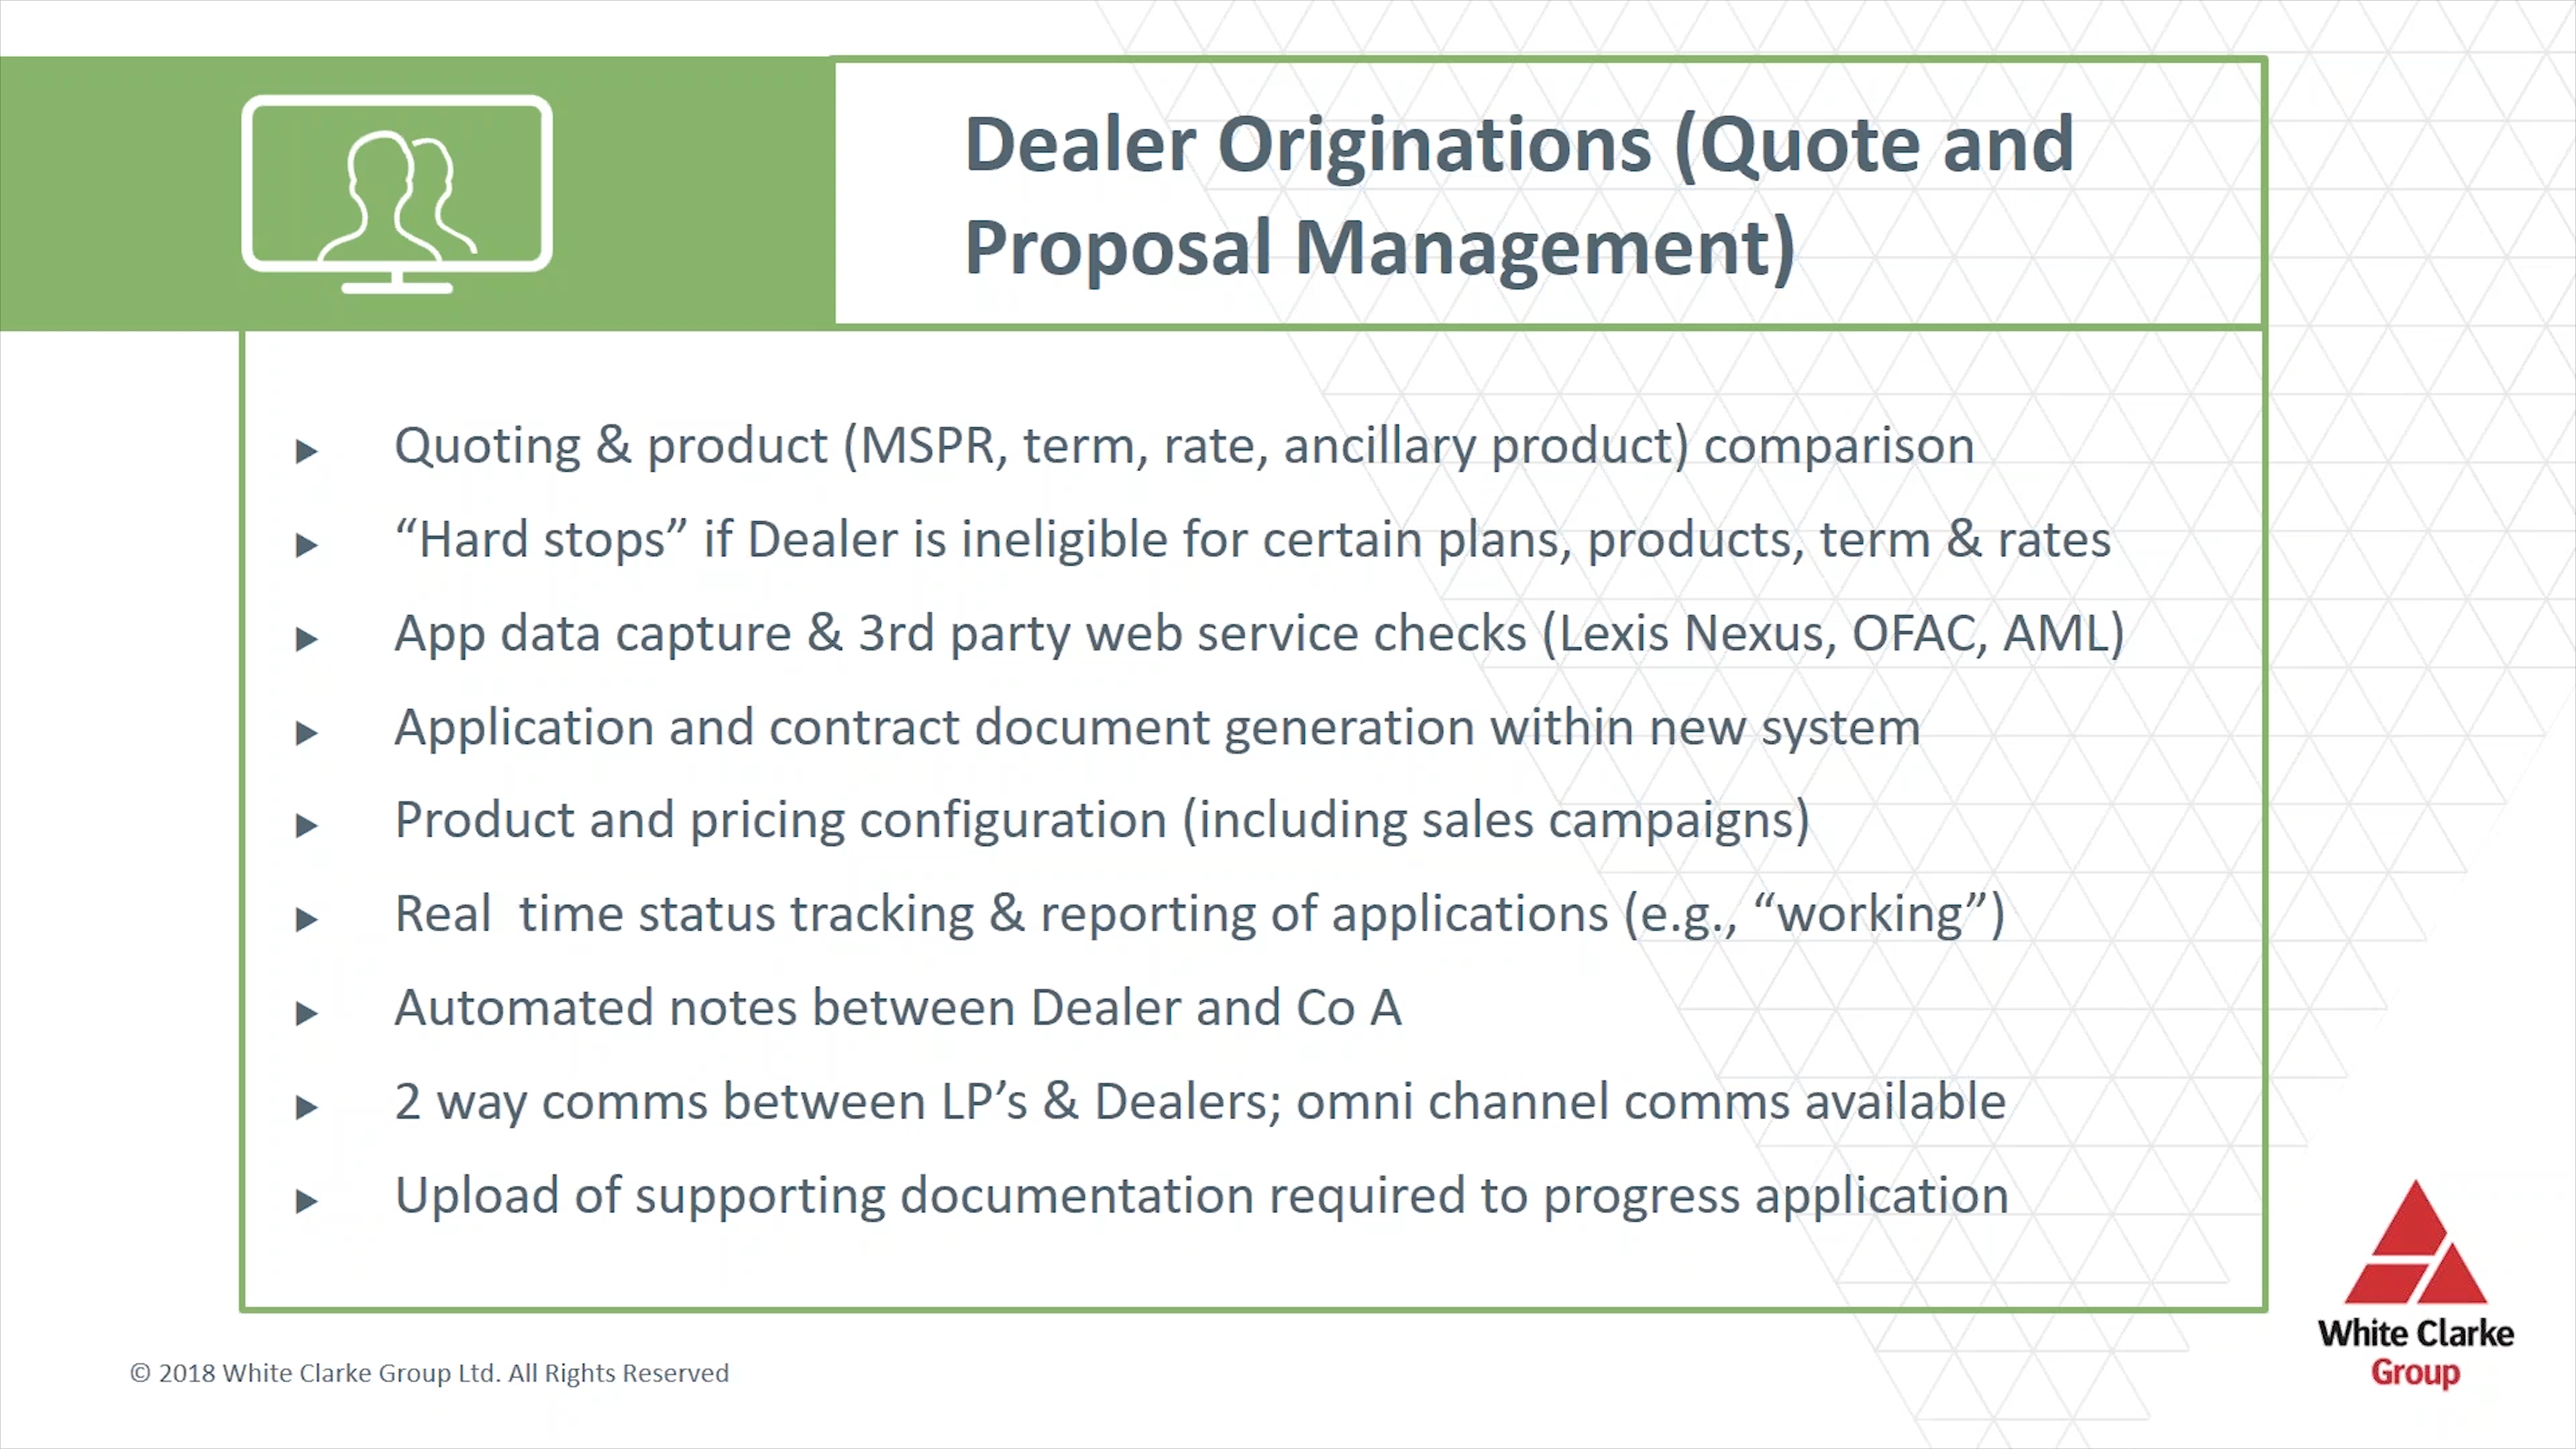 Dealer Originations (Quote and
Proposal Management)
Quoting & product (MSPR, term, rate, ancillary product) comparison
“Hard stops” if Dealer is ineligible for certain plans, products, term & rates
App data capture & 3rd party web service checks (Lexis Nexus, OFAC, AML)
Application and contract document generation within new system
Product and pricing configuration (including sales campaigns)
Real  time status tracking & reporting of applications (e.g., “working”)
Automated notes between Dealer and Co A
2 way comms between LP’s & Dealers; omni channel comms available
Upload of supporting documentation required to progress application
White Clarke
Group
© 2018 White Clarke Group Ltd. All Rights Reserved